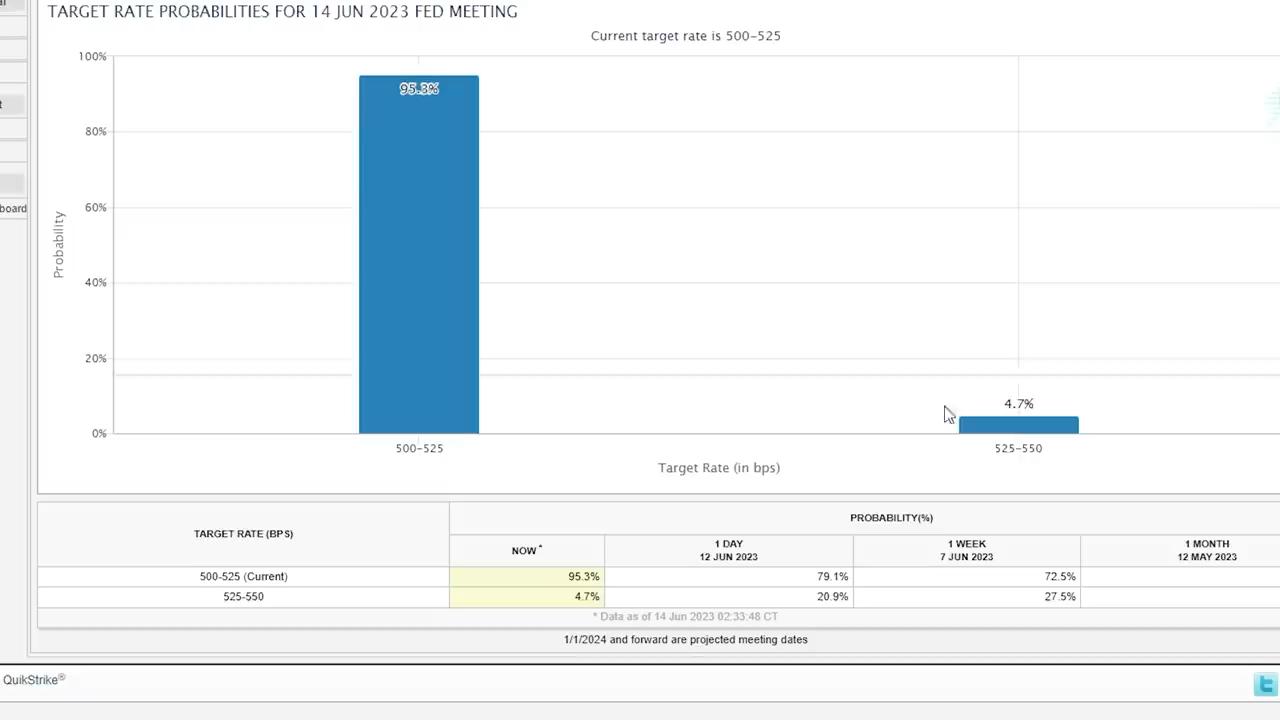 TARGET RATE PROBABILITIES FOR 14 JUN 2023 FED MEETING
Current target rate is 500-525
100%
95.3%
80%
60%
board
Probability
40%
20%
4.7%
0%
500-525
525-550
Target Rate (in bps)
TARGET RATE (BPS)
PROBABILITY(%)
NOW *
1 DAY
12 JUN 2023
1 WEEK
7 JUN 2023
1 MONTH
12 MAY 2023
500-525 (Current)
95.3%
79.1%
72.5%
525-550
4.7%
20.9%
27.5%
* Data as of 14 Jun 2023 02:33:48 CT
1/1/2024 and forward are projected meeting dates
QuikStrike®